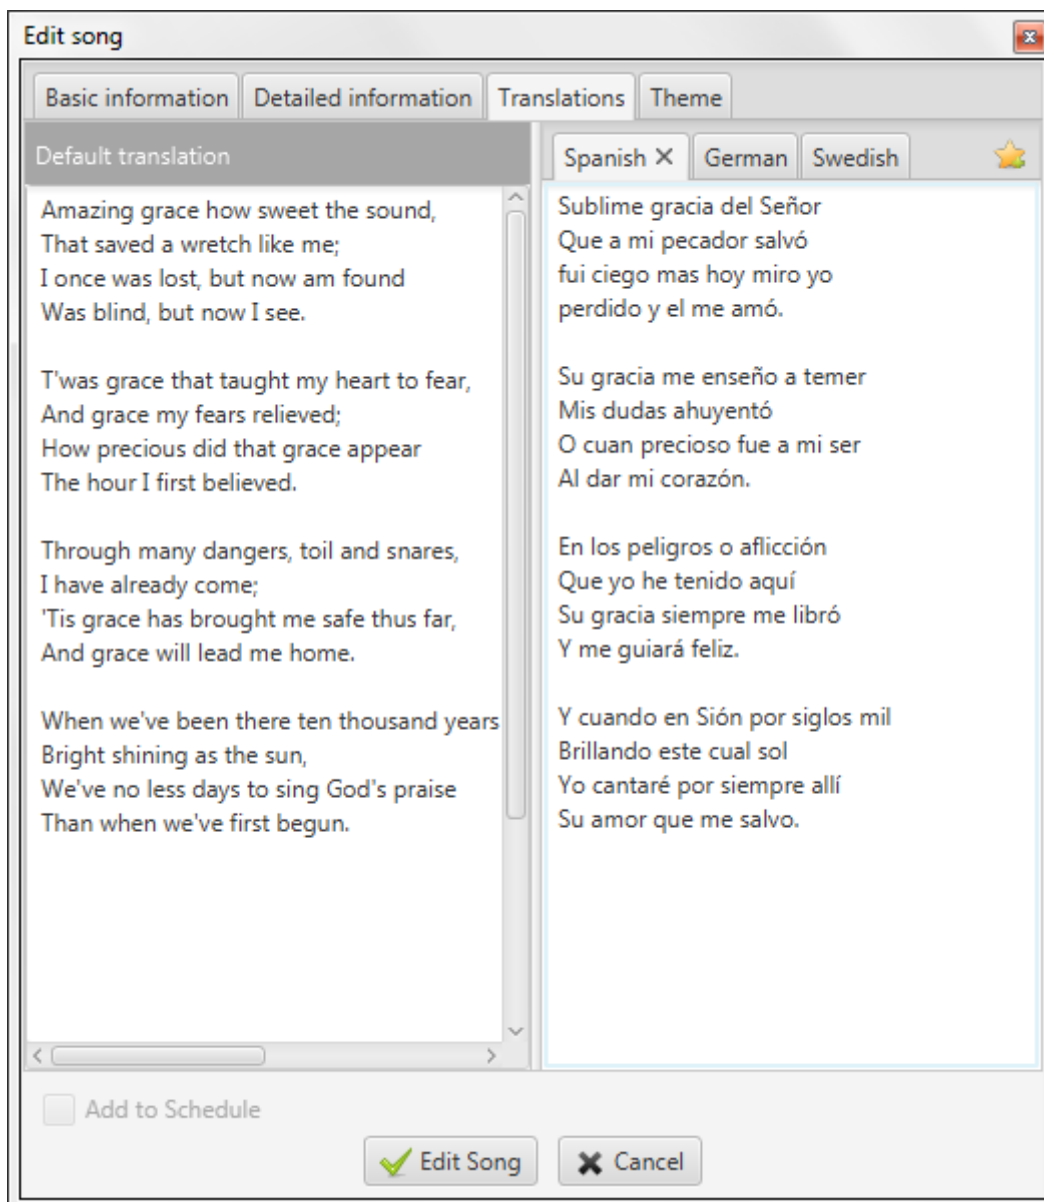 Edit song
Basic information
Detailed information
Translations
Theme
Default translation
Amazing grace how sweet the sound,
That saved a wretch like me;
I once was lost, but now am found
Was blind, but now I see.
T'was grace that taught my heart to fear,
And grace my fears relieved;
How precious did that grace appear
The hour I first believed.
Through many dangers, toil and snares,
I have already come;
'Tis grace has brought me safe thus far,
And grace will lead me home.
When we've been there ten thousand years
Bright shining as the sun,
We've no less days to sing God's praise
Than when we've first begun.
Spanish
German
Swedish
Sublime gracia del Señor
Que a mi pecador salvó
fui ciego mas hoy miro yo
perdido y el me amó.
Su gracia me enseño a temer
Mis dudas ahuyentó
O cuan precioso fue a mi ser
Al dar mi corazón.
En los peligros o aflicción
Que yo he tenido aquí
Su gracia siempre me libró
Y me guiará feliz.
Y cuando en Sión por siglos mil
Brillando este cual sol
Yo cantaré por siempre allí
Su amor que me salvo.
Add to Schedule
Edit Song
Cancel